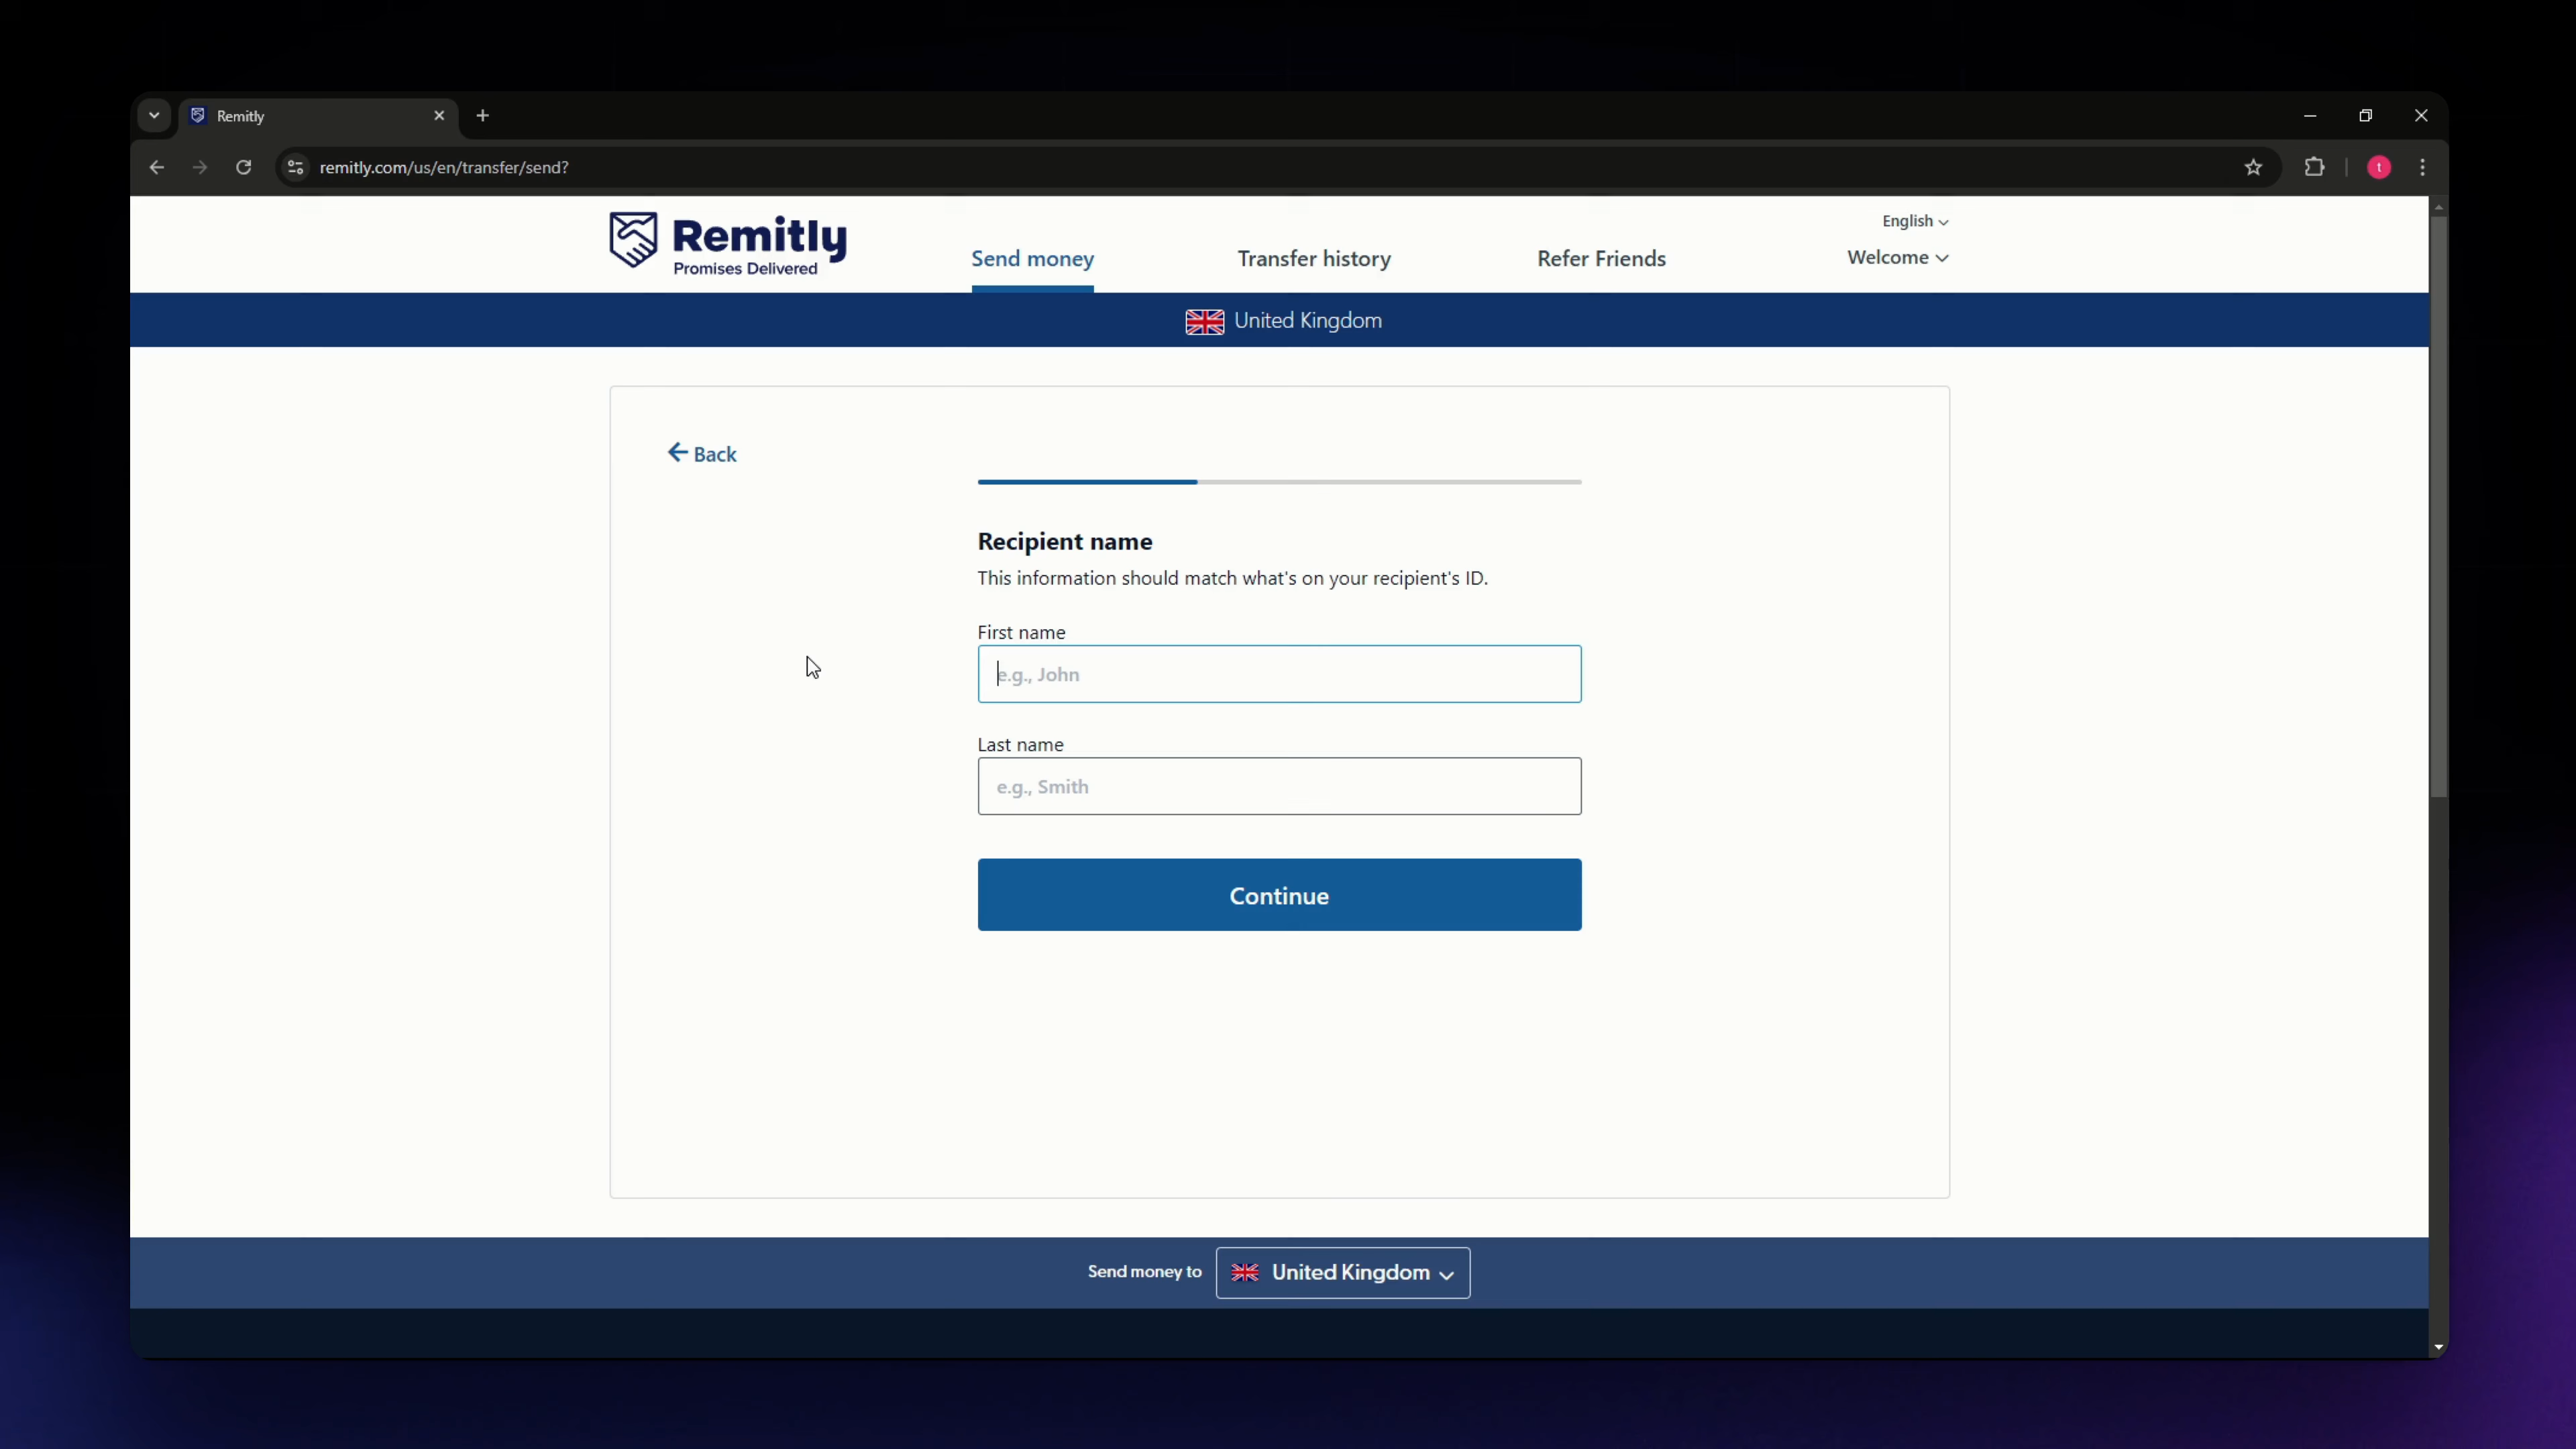 Remitly
remitly.com/us/en/transfer/send?
t
Remitly
Promises Delivered
Send money
Transfer history
Refer Friends
English
Welcome
United Kingdom
Back
Recipient name
This information should match what's on your recipient's ID.
First name
e.g., John
Last name
e.g., Smith
Continue
Send money to
United Kingdom